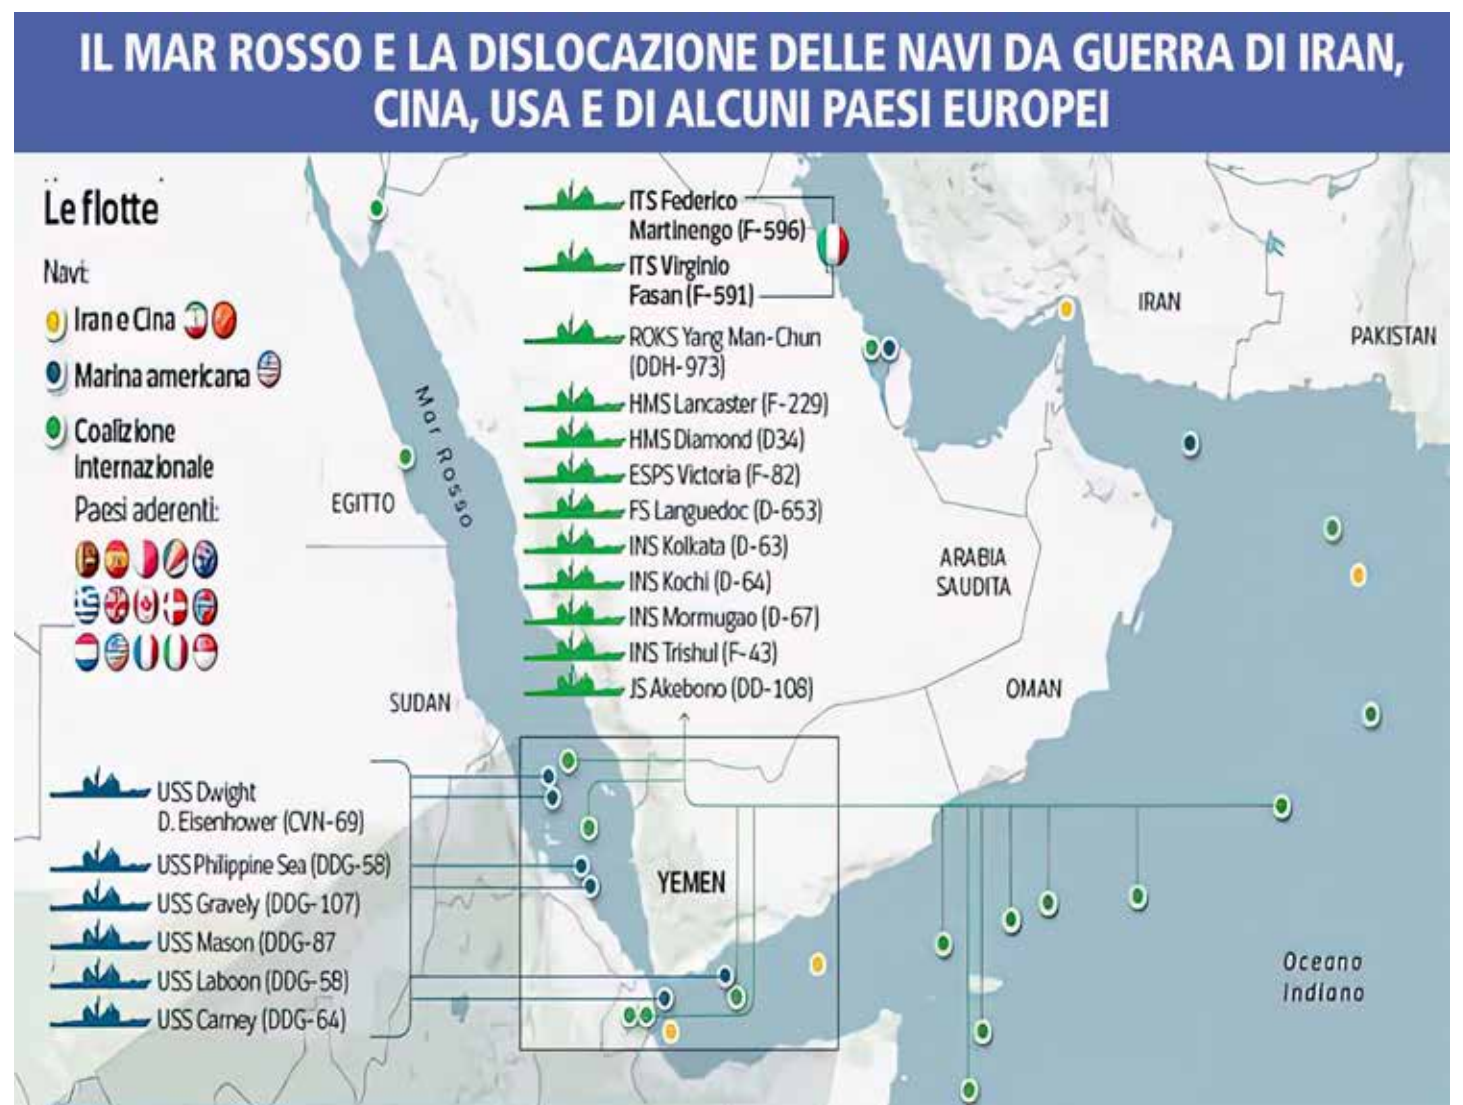 IL MAR ROSSO E LA DISLOCAZIONE DELLE NAVI DA GUERRA DI IRAN,
CINA, USA E DI ALCUNI PAESI EUROPEI
Le flotte
Navi:
Iran e Cina
Marina americana
Coalizione
Internazionale
Paesi aderenti:
ITS Federico
Martinengo (F-596)
ITS Virginio
Fasan (F-591)
ROKS Yang Man-Chun
(DDH-973)
HMS Lancaster (F-229)
HMS Diamond (D34)
ESPS Victoria (F-82)
FS Languedoc (D-653)
INS Kolkata (D-63)
INS Kochi (D-64)
INS Mormugao (D-67)
INS Trishul (F-43)
JS Akebono (DD-108)
USS Dwight
D. Eisenhower (CVN-69)
USS Philippine Sea (DDG-58)
USS Gravely (DDG-107)
USS Mason (DDG-87
USS Laboon (DDG-58)
USS Carney (DDG-64)
Mar Rosso
EGITTO
SUDAN
YEMEN
ARABIA
SAUDITA
OMAN
IRAN
PAKISTAN
Oceano
Indiano